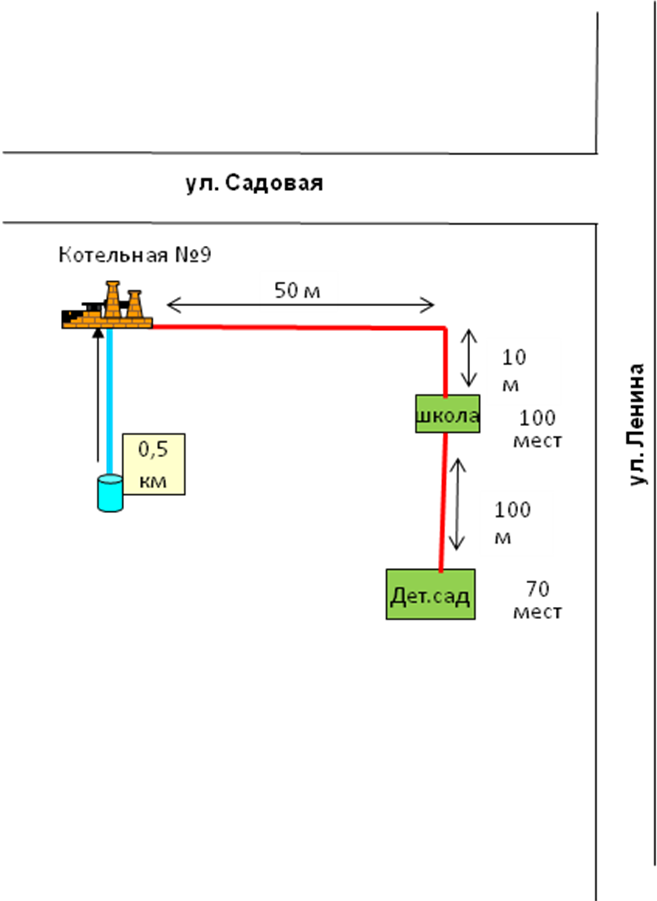 ул. Садовая
Котельная №9
50 м
10
м
школа
100
мест
ул. Ленина
0,5
км
100
м
Дет.сад
70
мест